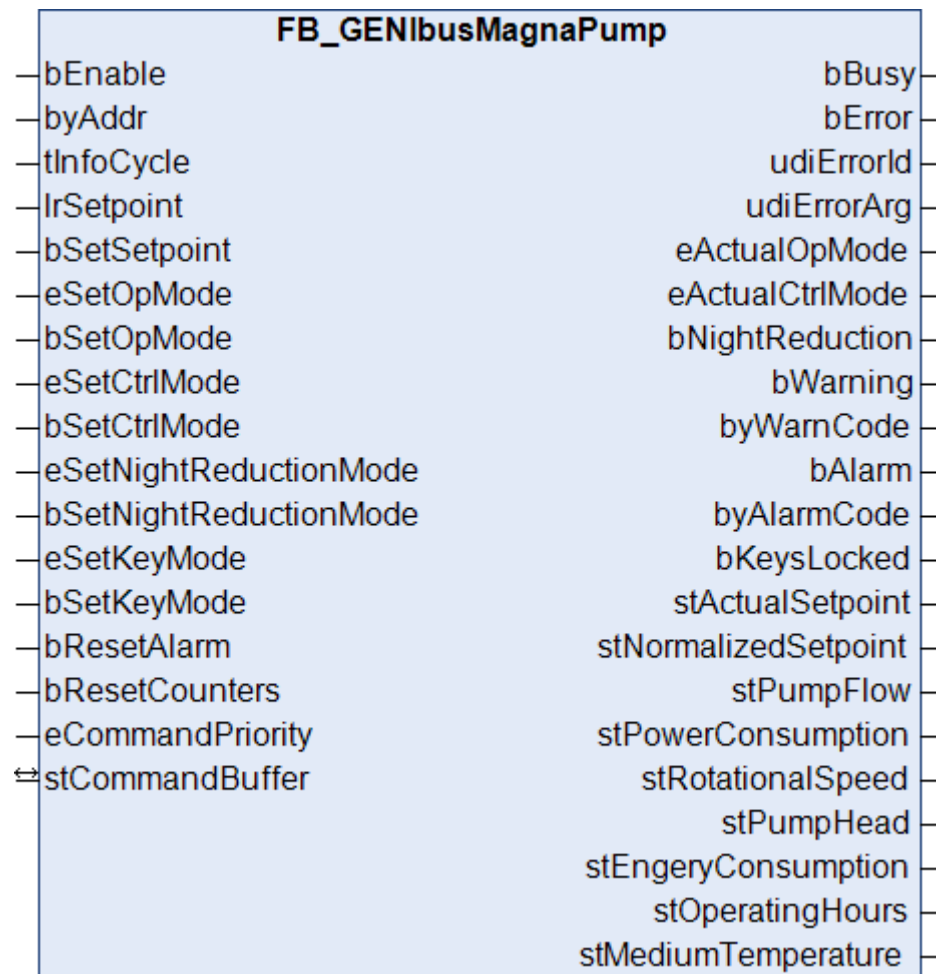 FB_GENIbusMagnaPump
bEnable bBusy
byAddr bError
tInfoCycle udiErrorId
lrSetpoint udiErrorArg
bSetSetpoint eActualOpMode
eSetOpMode eActualCtrlMode
bSetOpMode bNightReduction
eSetCtrlMode bWarning
bSetCtrlMode byWarnCode
eSetNightReductionMode bAlarm
bSetNightReductionMode byAlarmCode
eSetKeyMode bKeysLocked
bSetKeyMode stActualSetpoint
bResetAlarm stNormalizedSetpoint
bResetCounters stPumpFlow
eCommandPriority stPowerConsumption
stCommandBuffer stRotationalSpeed
stPumpHead
stEngeryConsumption
stOperatingHours
stMediumTemperature